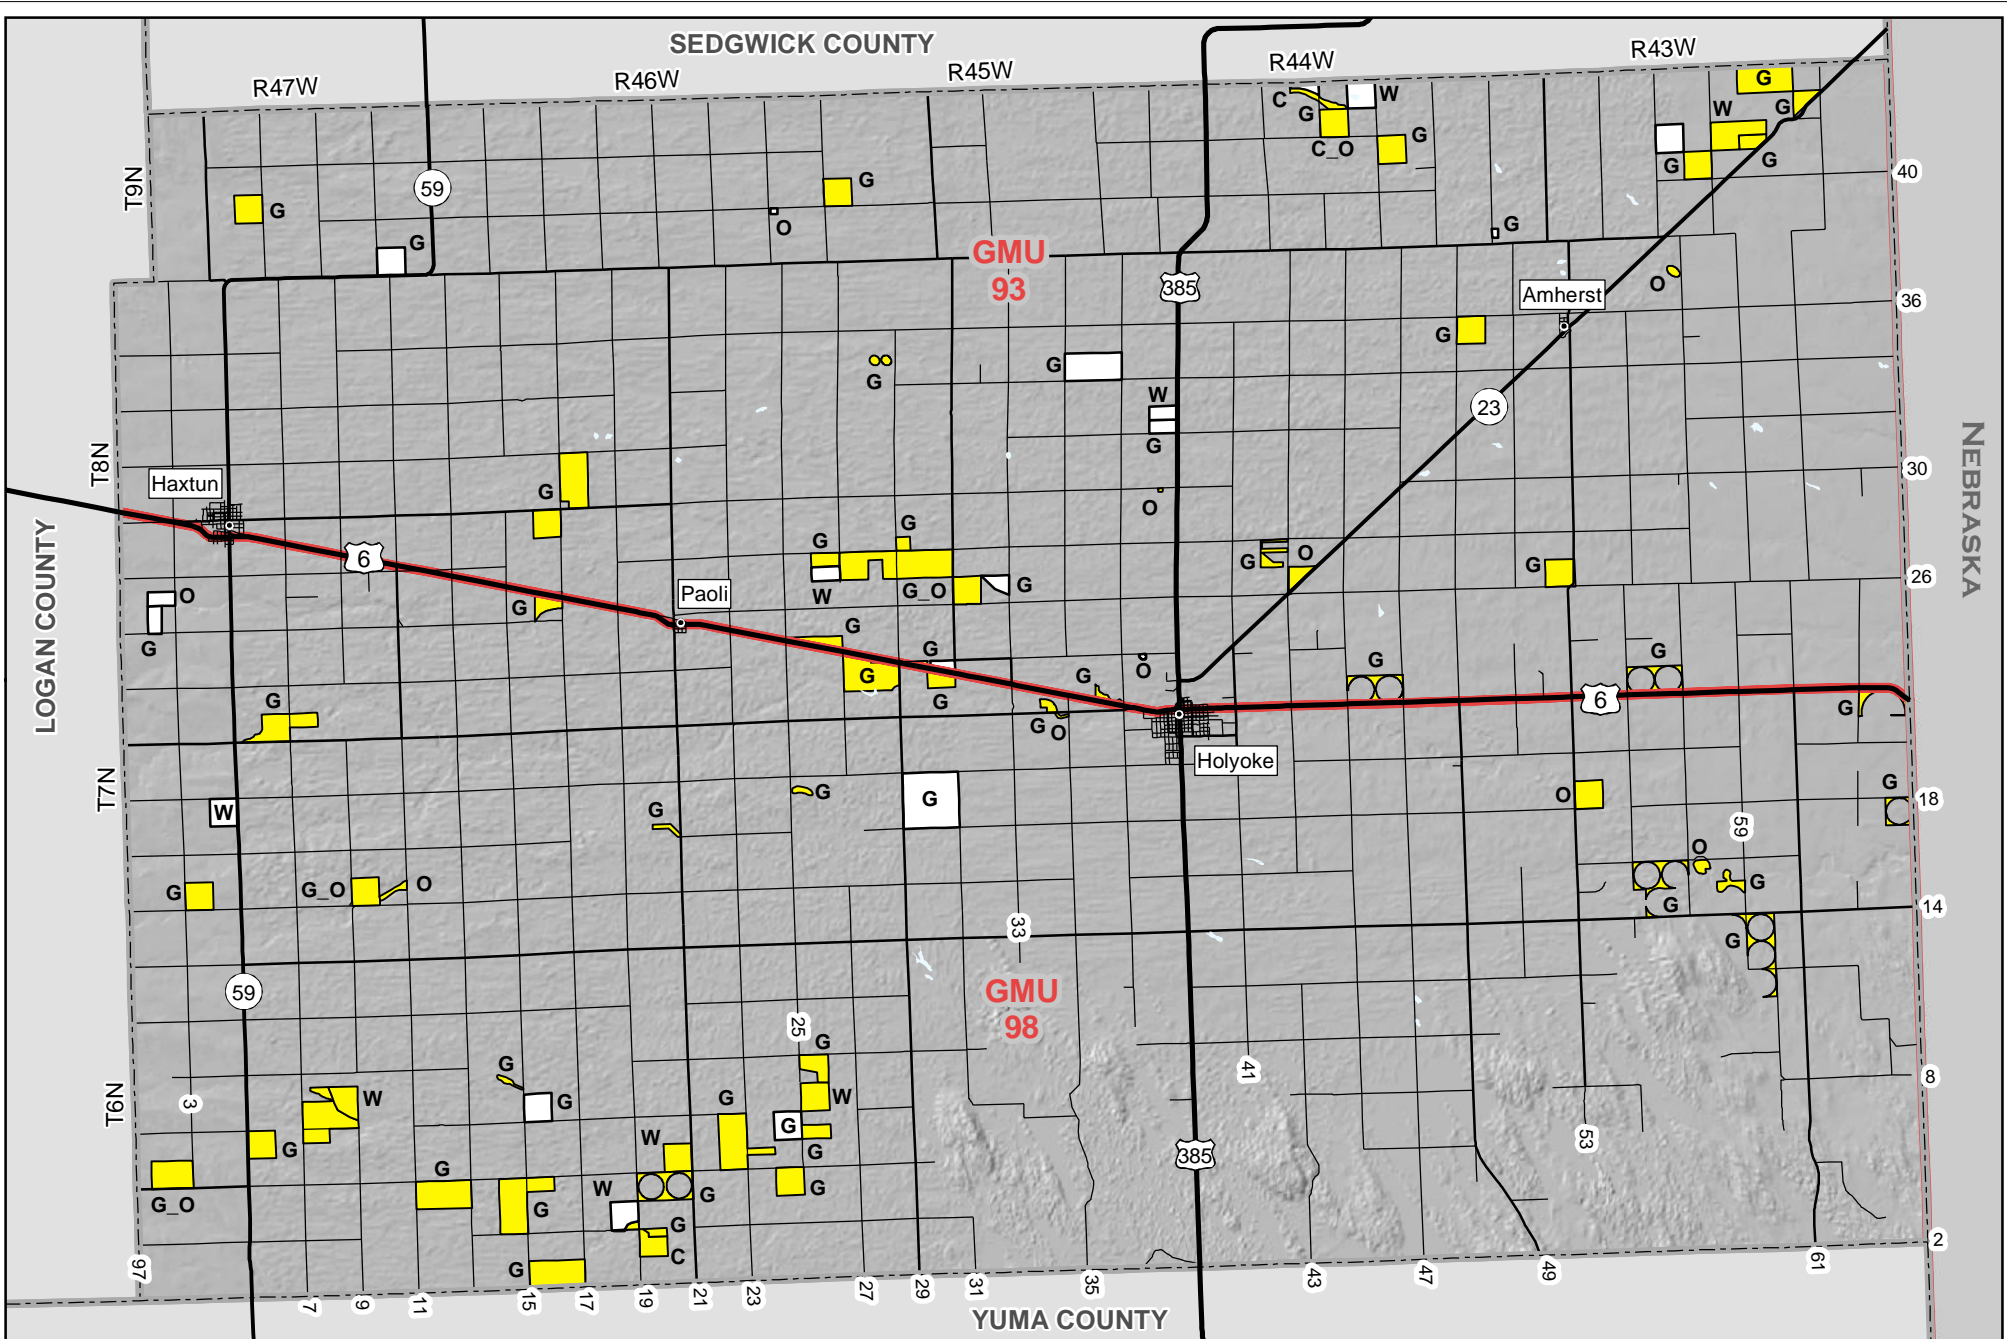 SEDGWICK COUNTY
R47W
R46W
R45W
R44W
R43W
G
C
W
G
W
G
G
C_O
G
G
G
T9N
59
G
G
O
40
G
G
GMU
93
385
O
Amherst
36
G
G
G
W
23
G
T8N
Haxtun
G
30
O
NEBRASKA
LOGAN COUNTY
6
G
G
W
G_O
G
G
O
G
26
O
G
G
Paoli
G
G
G
G
O
G
G
G
G
G
O
6
G
Holyoke
T7N
W
G
G
G
O
G
18
59
G
G_O
O
O
G
G
14
33
G
59
GMU
98
25
G
41
8
T6N
3
W
G
G
G
W
G
G
53
G
W
385
G_O
G
G
W
G
G
G
C
G
2
97
7
9
11
15
17
19
21
23
27
29
31
35
43
47
49
61
YUMA COUNTY